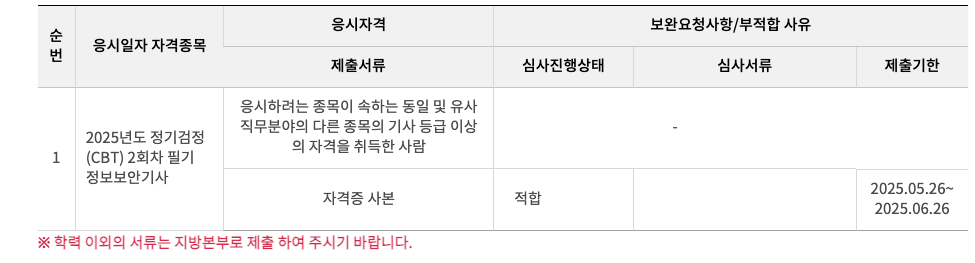 순
번
응시일자 자격종목
응시자격
보완요청사항/부적합 사유
제출서류
심사진행상태
심사서류
제출기한
1
2025년도 정기검정
(CBT) 2회차 필기
정보보안기사
응시하려는 종목이 속하는 동일 및 유사
직무분야의 다른 종목의 기사 등급 이상
의 자격을 취득한 사람
-
자격증 사본
적합
2025.05.26~
2025.06.26
※ 학력 이외의 서류는 지방본부로 제출 하여 주시기 바랍니다.